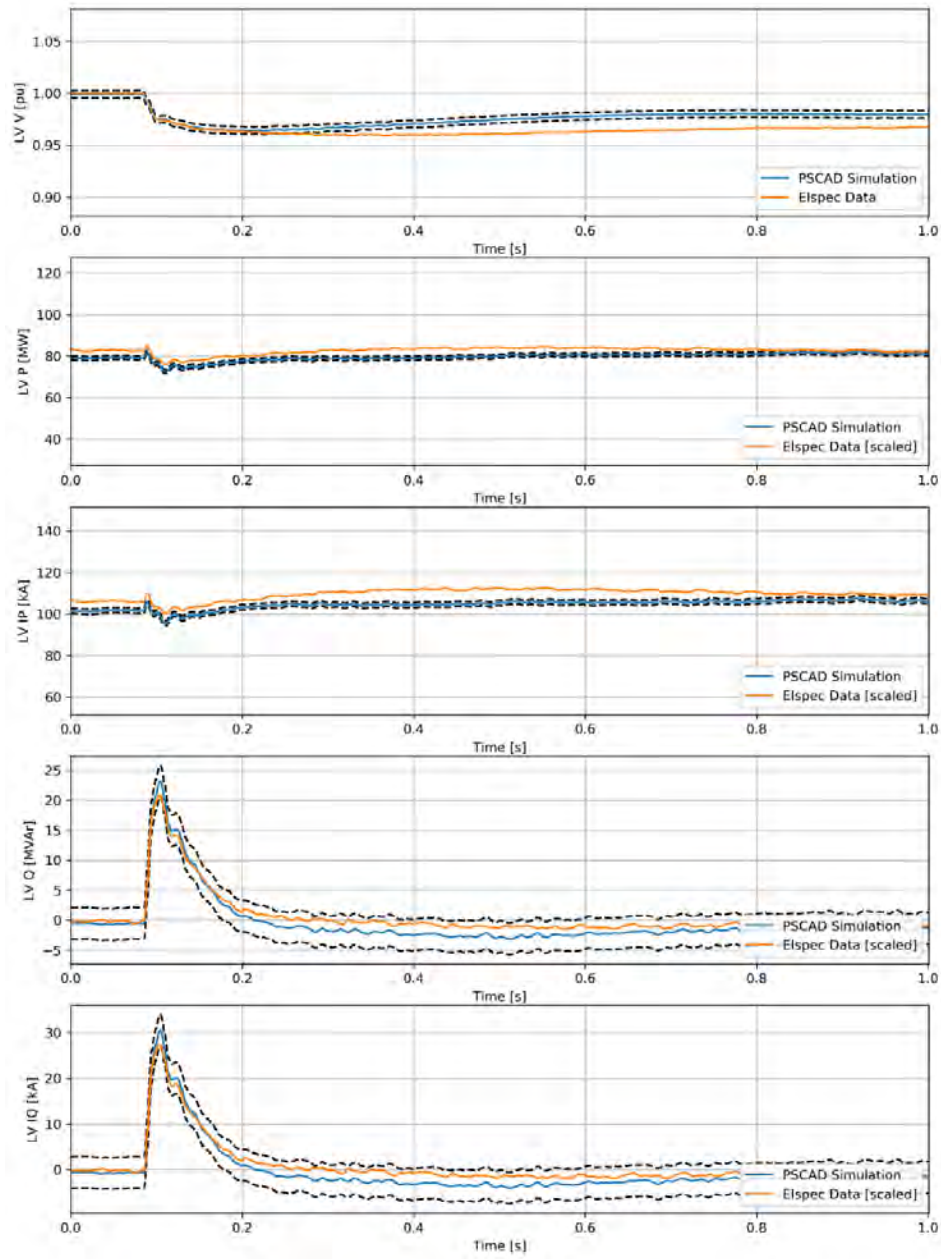 LV V [pu]
1.05
1.00
0.95
0.90
PSCAD Simulation
Elspec Data
0.0 0.2 0.4 0.6 0.8 1.0
Time [s]
LV P [MW]
120
100
80
60
40
PSCAD Simulation
Elspec Data [scaled]
0.0 0.2 0.4 0.6 0.8 1.0
Time [s]
LV IP [kA]
140
120
100
80
60
PSCAD Simulation
Elspec Data [scaled]
0.0 0.2 0.4 0.6 0.8 1.0
Time [s]
LV Q [MVAr]
25
20
15
10
5
0
−5
PSCAD Simulation
Elspec Data [scaled]
0.0 0.2 0.4 0.6 0.8 1.0
Time [s]
LV IQ [kA]
30
20
10
0
PSCAD Simulation
Elspec Data [scaled]
0.0 0.2 0.4 0.6 0.8 1.0
Time [s]